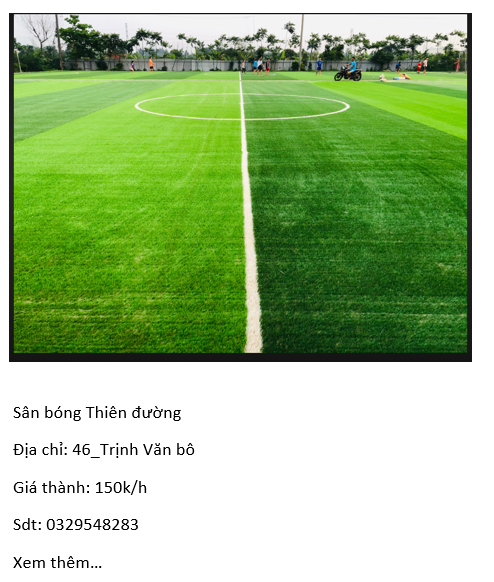 Sân bóng Thiên đường
Địa chỉ: 46_Trịnh Văn bô
Giá thành: 150k/h
Sdt: 0329548283
Xem thêm...